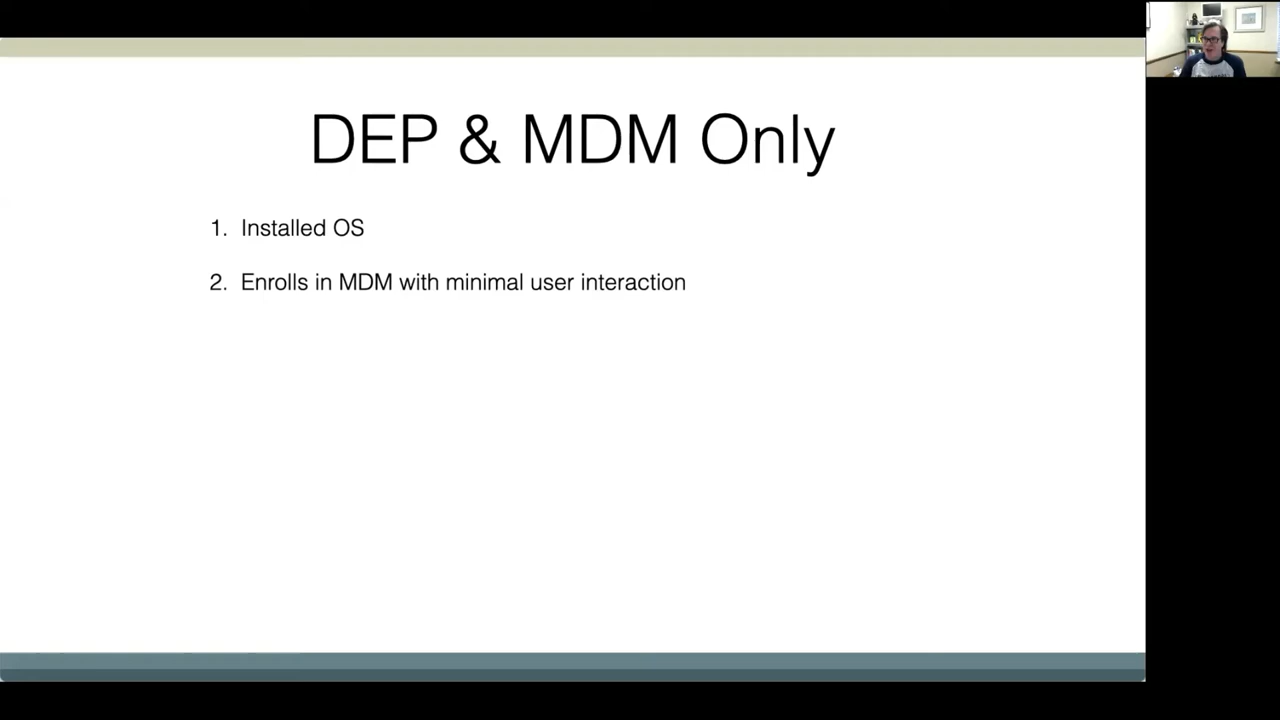 DEP & MDM Only
1. Installed OS
2. Enrolls in MDM with minimal user interaction